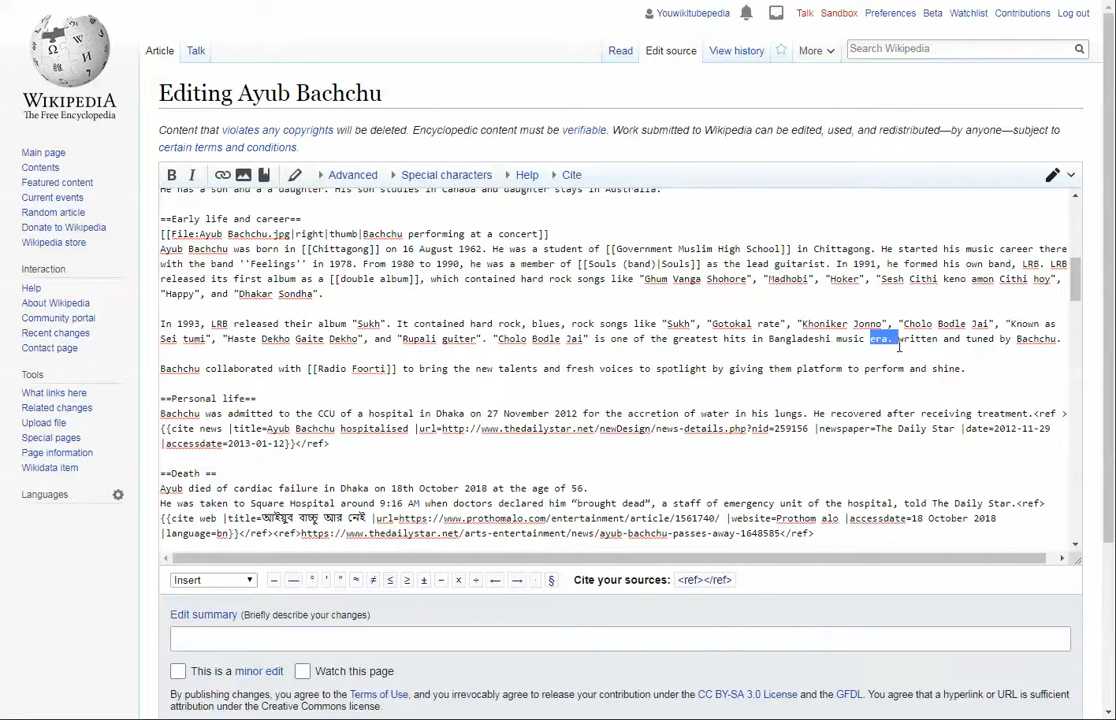 Youwikitubepedia Talk Sandbox Preferences Beta Watchlist Contributions Log out
Article Talk Read Edit source View history More Search Wikipedia
WIKIPEDIA
The Free Encyclopedia
Main page
Contents
Featured content
Current events
Random article
Donate to Wikipedia
Wikipedia store
Interaction
Help
About Wikipedia
Community portal
Recent changes
Contact page
Tools
What links here
Related changes
Upload file
Special pages
Page information
Wikidata item
Languages
Editing Ayub Bachchu
Content that violates any copyrights will be deleted. Encyclopedic content must be verifiable. Work submitted to Wikipedia can be edited, used, and redistributed—by anyone—subject to
certain terms and conditions.
B I Advanced Special characters Help Cite
He has a son and a a daughter. His son studies in Canada and daughter stays in Australia.
==Early life and career==
[[File:Ayub Bachchu.jpg|right|thumb|Bachchu performing at a concert]]
Ayub Bachchu was born in [[Chittagong]] on 16 August 1962. He was a student of [[Government Muslim High School]] in Chittagong. He started his music career there
with the band ''Feelings'' in 1978. From 1980 to 1990, he was a member of [[Souls (band)|Souls]] as the lead guitarist. In 1991, he formed his own band, LRB. LRB
released its first album as a [[double album]], which contained hard rock songs like "Ghum Vanga Shohore", "Madhobi", "Hoker", "Sesh Cithi keno amon Cithi hoy",
"Happy", and "Dhakar Sondha".
In 1993, LRB released their album "Sukh". It contained hard rock, blues, rock songs like "Sukh", "Gotokal rate", "Khoniker Jonno", "Cholo Bodle Jai", "Known as
Sei tumi", "Haste Dekho Gaite Dekho", and "Rupali guiter". "Cholo Bodle Jai" is one of the greatest hits in Bangladeshi music era. written and tuned by Bachchu.
Bachchu collaborated with [[Radio Foorti]] to bring the new talents and fresh voices to spotlight by giving them platform to perform and shine.
==Personal life==
Bachchu was admitted to the CCU of a hospital in Dhaka on 27 November 2012 for the accretion of water in his lungs. He recovered after receiving treatment.<ref >
{{cite news |title=Ayub Bachchu hospitalised |url=http://www.thedailystar.net/newDesign/news-details.php?nid=259156 |newspaper=The Daily Star |date=2012-11-29
|accessdate=2013-01-12}}</ref>
==Death ==
Ayub died of cardiac failure in Dhaka on 18th October 2018 at the age of 56.
He was taken to Square Hospital around 9:16 AM when doctors declared him “brought dead”, a staff of emergency unit of the hospital, told The Daily Star.<ref>
{{cite web |title=আইয়ুব বাচ্চু আর নেই |url=https://www.prothomalo.com/entertainment/article/1561740/ |website=Prothom alo |accessdate=18 October 2018
|language=bn}}</ref><ref>https://www.thedailystar.net/arts-entertainment/news/ayub-bachchu-passes-away-1648585</ref>
Insert – — ° ′ ″ ≈ ≠ ≤ ≥ ± − × ÷ ← → · § Cite your sources: <ref></ref>
Edit summary (Briefly describe your changes)
This is a minor edit Watch this page
By publishing changes, you agree to the Terms of Use, and you irrevocably agree to release your contribution under the CC BY-SA 3.0 License and the GFDL. You agree that a hyperlink or URL is sufficient
attribution under the Creative Commons license.